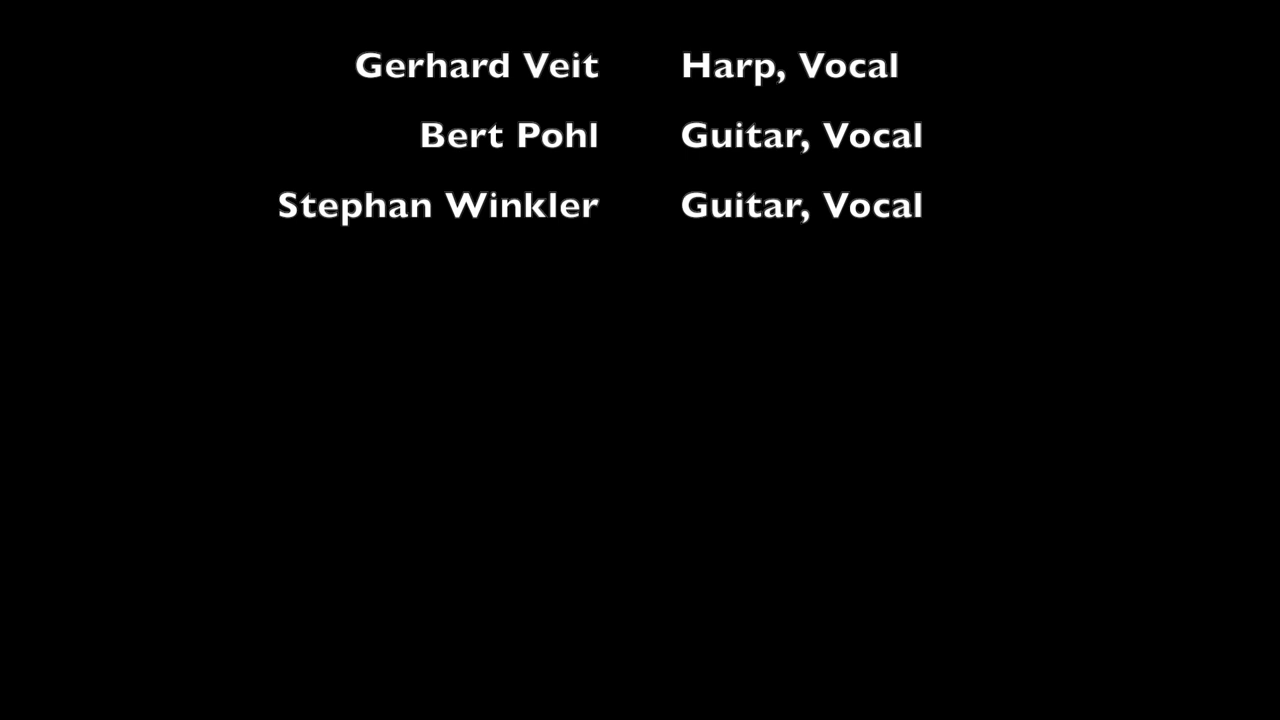 Gerhard Veit Harp, Vocal
Bert Pohl Guitar, Vocal
Stephan Winkler Guitar, Vocal